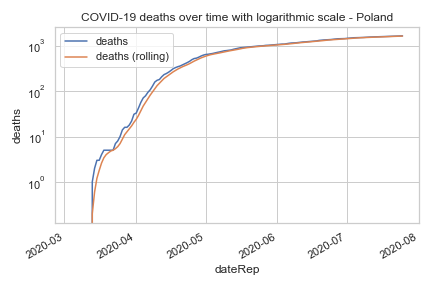 COVID-19 deaths over time with logarithmic scale - Poland
deaths
deaths (rolling)
10³
10²
10¹
10⁰
deaths
2020-03
2020-04
2020-05
2020-06
2020-07
2020-08
dateRep